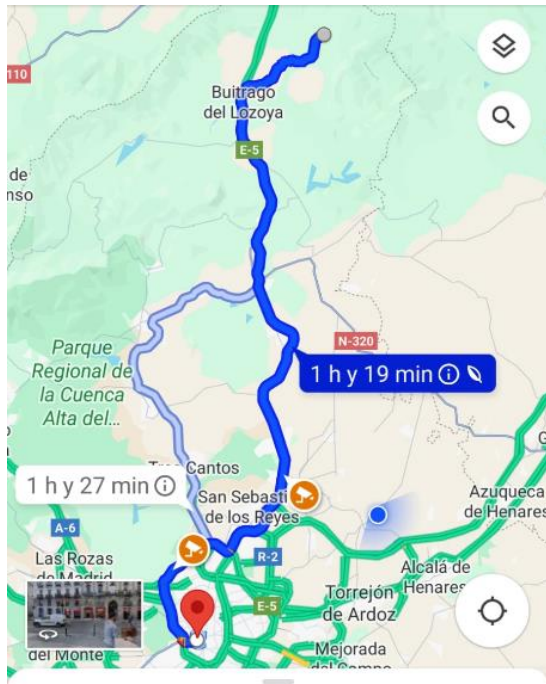 110
Buitrago
del Lozoya
E-5
de
nso
N-320
Parque
Regional de
la Cuenca
Alta del...
1 h y 19 min
Cantos
1 h y 27 min
San Sebasti
de los Reyes
Azuqueca
de Henares
A-6
R-2
Las Rozas
de Madrid
Alcalá de
Henares
E-5
Torrejón
de Ardoz
del Monte
Mejorada
del Campo
G